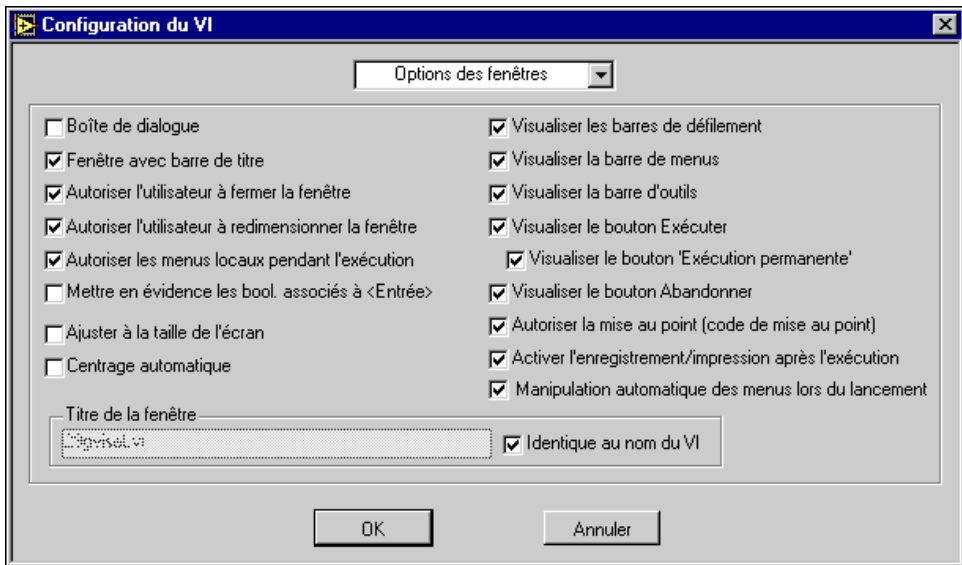 Configuration du VI
Options des fenêtres
Boîte de dialogue
Fenêtre avec barre de titre
Autoriser l'utilisateur à fermer la fenêtre
Autoriser l'utilisateur à redimensionner la fenêtre
Autoriser les menus locaux pendant l'exécution
Mettre en évidence les bool. associés à <Entrée>
Ajuster à la taille de l'écran
Centrage automatique
Visualiser les barres de défilement
Visualiser la barre de menus
Visualiser la barre d'outils
Visualiser le bouton Exécuter
Visualiser le bouton 'Exécution permanente'
Visualiser le bouton Abandonner
Autoriser la mise au point (code de mise au point)
Activer l'enregistrement/impression après l'exécution
Manipulation automatique des menus lors du lancement
Titre de la fenêtre
Identique au nom du VI
OK
Annuler